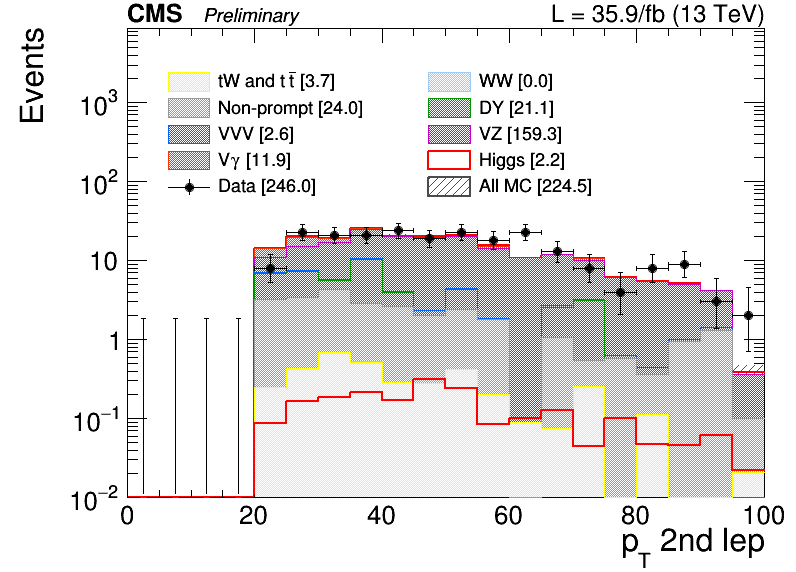 CMS Preliminary L = 35.9/fb (13 TeV)
Events
tW and t t̅ [3.7] WW [0.0]
Non-prompt [24.0] DY [21.1]
VVV [2.6] VZ [159.3]
Vγ [11.9] Higgs [2.2]
Data [246.0] All MC [224.5]
10³
10²
10
1
10⁻¹
10⁻²
0 20 40 60 80 100
p_T 2nd lep